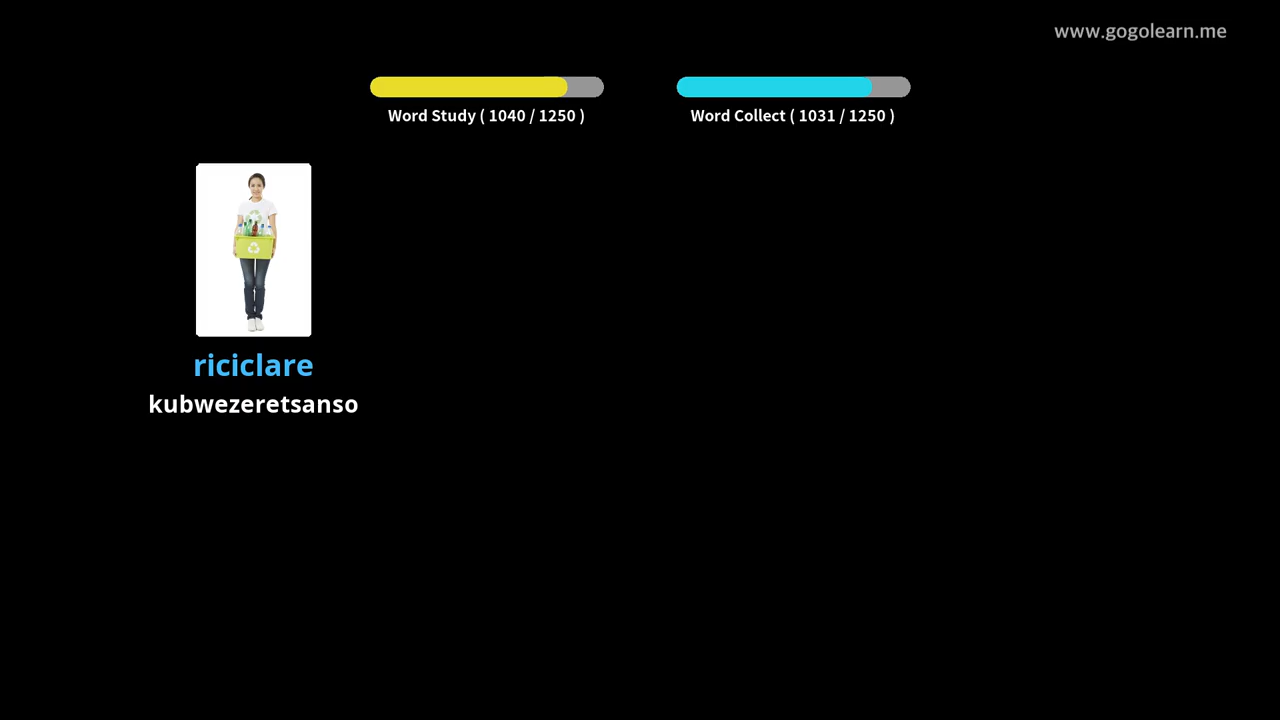 www.gogolearn.me
Word Study ( 1040 / 1250 )
Word Collect ( 1031 / 1250 )
riciclare
kubwezeretsanso